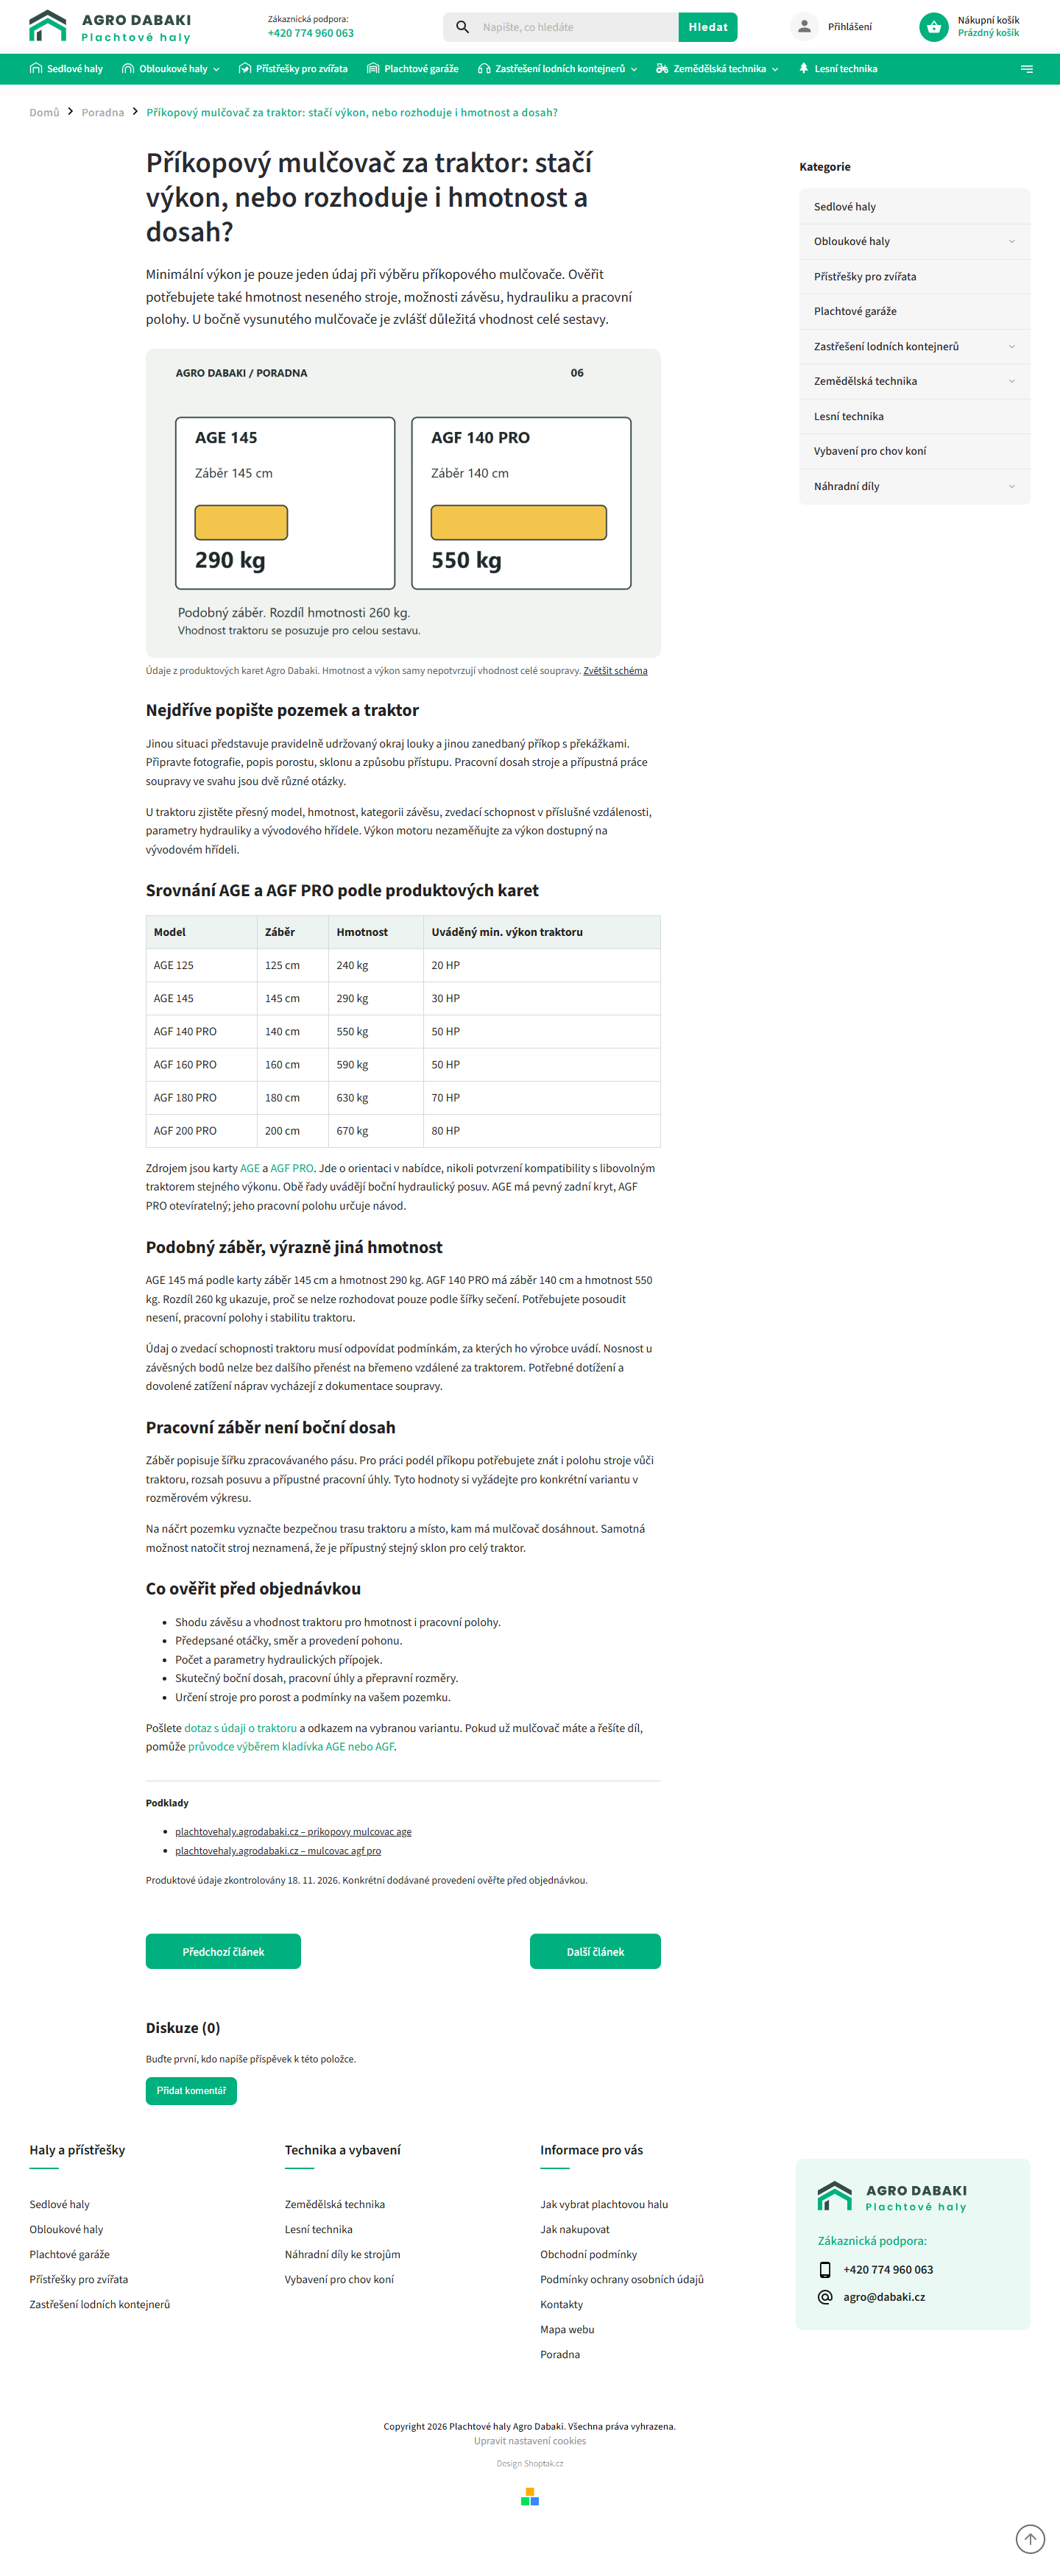 AGRO DABAKI
Plachtové haly
Zákaznická podpora:
+420 774 960 063
Napište, co hledáte
Hledat
Přihlášení
Nákupní košík
Prázdný košík
Sedlové haly
Obloukové haly
Přístřešky pro zvířata
Plachtové garáže
Zastřešení lodních kontejnerů
Zemědělská technika
Lesní technika
Domů
Poradna
Příkopový mulčovač za traktor: stačí výkon, nebo rozhoduje i hmotnost a dosah?
Příkopový mulčovač za traktor: stačí
výkon, nebo rozhoduje i hmotnost a
dosah?
Minimální výkon je pouze jeden údaj při výběru příkopového mulčovače. Ověřit
potřebujete také hmotnost neseného stroje, možnosti závěsu, hydrauliku a pracovní
polohy. U bočně vysunutého mulčovače je zvlášť důležitá vhodnost celé sestavy.
AGRO DABAKI / PORADNA
06
AGE 145
Záběr 145 cm
290 kg
AGF 140 PRO
Záběr 140 cm
550 kg
Podobný záběr. Rozdíl hmotnosti 260 kg.
Vhodnost traktoru se posuzuje pro celou sestavu.
Údaje z produktových karet Agro Dabaki. Hmotnost a výkon samy nepotvrzují vhodnost celé soupravy. Zvětšit schéma
Nejdříve popište pozemek a traktor
Jinou situaci představuje pravidelně udržovaný okraj louky a jinou zanedbaný příkop s překážkami.
Připravte fotografie, popis porostu, sklonu a způsobu přístupu. Pracovní dosah stroje a přípustná práce
soupravy ve svahu jsou dvě různé otázky.
U traktoru zjistěte přesný model, hmotnost, kategorii závěsu, zvedací schopnost v příslušné vzdálenosti,
parametry hydrauliky a vývodového hřídele. Výkon motoru nezaměňujte za výkon dostupný na
vývodovém hřídeli.
Srovnání AGE a AGF PRO podle produktových karet
Model Záběr Hmotnost Uváděný min. výkon traktoru
AGE 125 125 cm 240 kg 20 HP
AGE 145 145 cm 290 kg 30 HP
AGF 140 PRO 140 cm 550 kg 50 HP
AGF 160 PRO 160 cm 590 kg 50 HP
AGF 180 PRO 180 cm 630 kg 70 HP
AGF 200 PRO 200 cm 670 kg 80 HP
Zdrojem jsou karty AGE a AGF PRO. Jde o orientaci v nabídce, nikoli potvrzení kompatibility s libovolným
traktorem stejného výkonu. Obě řady uvádějí boční hydraulický posuv. AGE má pevný zadní kryt, AGF
PRO otevíratelný; jeho pracovní polohu určuje návod.
Podobný záběr, výrazně jiná hmotnost
AGE 145 má podle karty záběr 145 cm a hmotnost 290 kg. AGF 140 PRO má záběr 140 cm a hmotnost 550
kg. Rozdíl 260 kg ukazuje, proč se nelze rozhodovat pouze podle šířky sečení. Potřebujete posoudit
nesení, pracovní polohy i stabilitu traktoru.
Údaj o zvedací schopnosti traktoru musí odpovídat podmínkám, za kterých ho výrobce uvádí. Nosnost u
závěsných bodů nelze bez dalšího přenést na břemeno vzdálené za traktorem. Potřebné dotížení a
dovolené zatížení náprav vycházejí z dokumentace soupravy.
Pracovní záběr není boční dosah
Záběr popisuje šířku zpracovávaného pásu. Pro práci podél příkopu potřebujete znát i polohu stroje vůči
traktoru, rozsah posuvu a přípustné pracovní úhly. Tyto hodnoty si vyžádejte pro konkrétní variantu v
rozměrovém výkresu.
Na náčrt pozemku vyznačte bezpečnou trasu traktoru a místo, kam má mulčovač dosáhnout. Samotná
možnost natočit stroj neznamená, že je přípustný stejný sklon pro celý traktor.
Co ověřit před objednávkou
• Shodu závěsu a vhodnost traktoru pro hmotnost i pracovní polohy.
• Předepsané otáčky, směr a provedení pohonu.
• Počet a parametry hydraulických přípojek.
• Skutečný boční dosah, pracovní úhly a přepravní rozměry.
• Určení stroje pro porost a podmínky na vašem pozemku.
Pošlete dotaz s údaji o traktoru a odkazem na vybranou variantu. Pokud už mulčovač máte a řešíte díl,
pomůže průvodce výběrem kladívka AGE nebo AGF.
Podklady
• plachtovehaly.agrodabaki.cz – prikopovy mulcovac age
• plachtovehaly.agrodabaki.cz – mulcovac agf pro
Produktové údaje zkontrolovány 18. 11. 2026. Konkrétní dodávané provedení ověřte před objednávkou.
Předchozí článek
Další článek
Diskuze (0)
Buďte první, kdo napíše příspěvek k této položce.
Přidat komentář
Kategorie
Sedlové haly
Obloukové haly
Přístřešky pro zvířata
Plachtové garáže
Zastřešení lodních kontejnerů
Zemědělská technika
Lesní technika
Vybavení pro chov koní
Náhradní díly
Haly a přístřešky
Sedlové haly
Obloukové haly
Plachtové garáže
Přístřešky pro zvířata
Zastřešení lodních kontejnerů
Technika a vybavení
Zemědělská technika
Lesní technika
Náhradní díly ke strojům
Vybavení pro chov koní
Informace pro vás
Jak vybrat plachtovou halu
Jak nakupovat
Obchodní podmínky
Podmínky ochrany osobních údajů
Kontakty
Mapa webu
Poradna
AGRO DABAKI
Plachtové haly
Zákaznická podpora:
+420 774 960 063
agro@dabaki.cz
Copyright 2026 Plachtové haly Agro Dabaki. Všechna práva vyhrazena.
Upravit nastavení cookies
Design Shoptak.cz